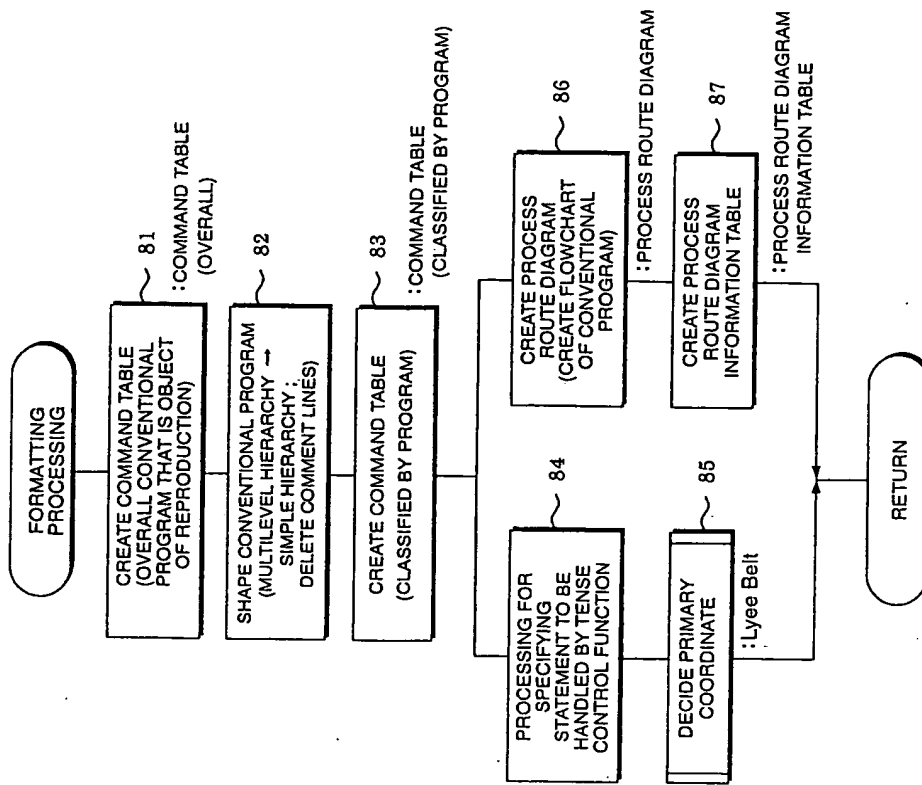 FORMATTING
PROCESSING
81
CREATE COMMAND TABLE
(OVERALL CONVENTIONAL
PROGRAM THAT IS OBJECT
OF REPRODUCTION)
:COMMAND TABLE
(OVERALL)
82
SHAPE CONVENTIONAL PROGRAM
(MULTILEVEL HIERARCHY →
SIMPLE HIERARCHY ;
DELETE COMMENT LINES)
83
CREATE COMMAND TABLE
(CLASSIFIED BY PROGRAM)
:COMMAND TABLE
(CLASSIFIED BY PROGRAM)
84
PROCESSING FOR
SPECIFYING
STATEMENT TO BE
HANDLED BY TENSE
CONTROL FUNCTION
85
DECIDE PRIMARY
COORDINATE
:Lyee Belt
86
CREATE PROCESS
ROUTE DIAGRAM
(CREATE FLOWCHART
OF CONVENTIONAL
PROGRAM)
:PROCESS ROUTE DIAGRAM
87
CREATE PROCESS
ROUTE DIAGRAM
INFORMATION TABLE
:PROCESS ROUTE DIAGRAM
INFORMATION TABLE
RETURN